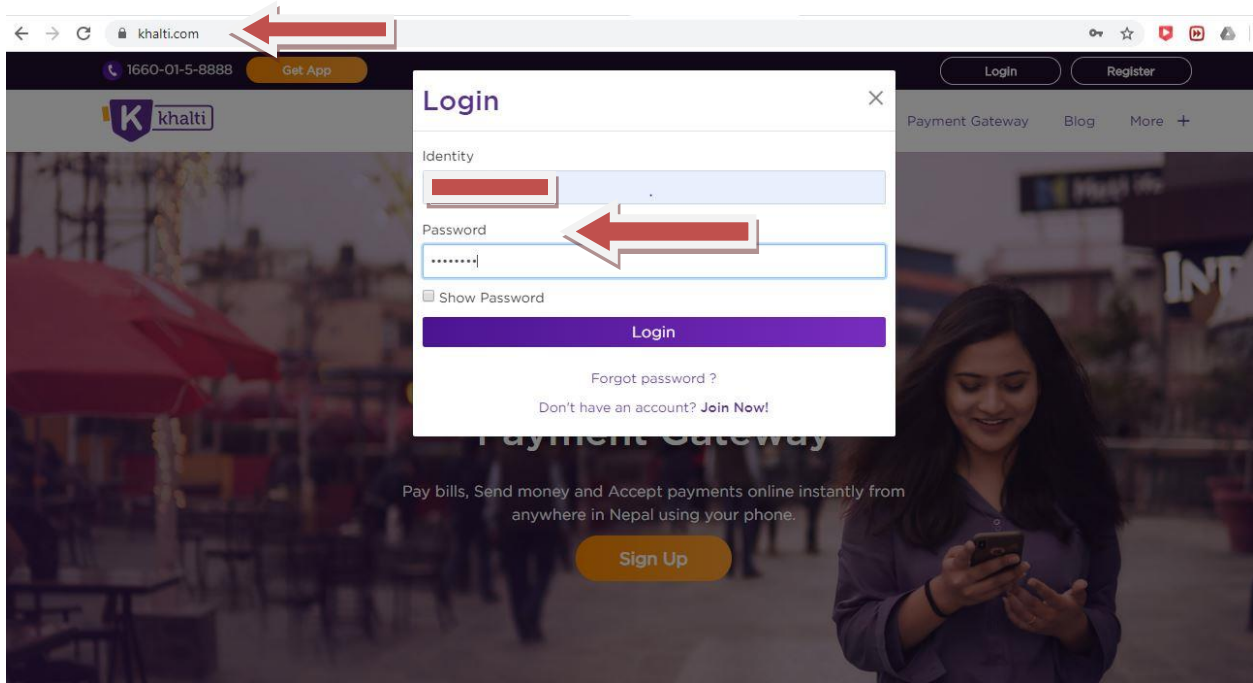 khalti.com
1660-01-5-8888
Get App
Login
Register
K khalti
Payment Gateway
Blog
More +
Login
Identity
Password
••••••••
Show Password
Login
Forgot password ?
Don't have an account? Join Now!
Payment Gateway
Pay bills, Send money and Accept payments online instantly from
anywhere in Nepal using your phone.
Sign Up